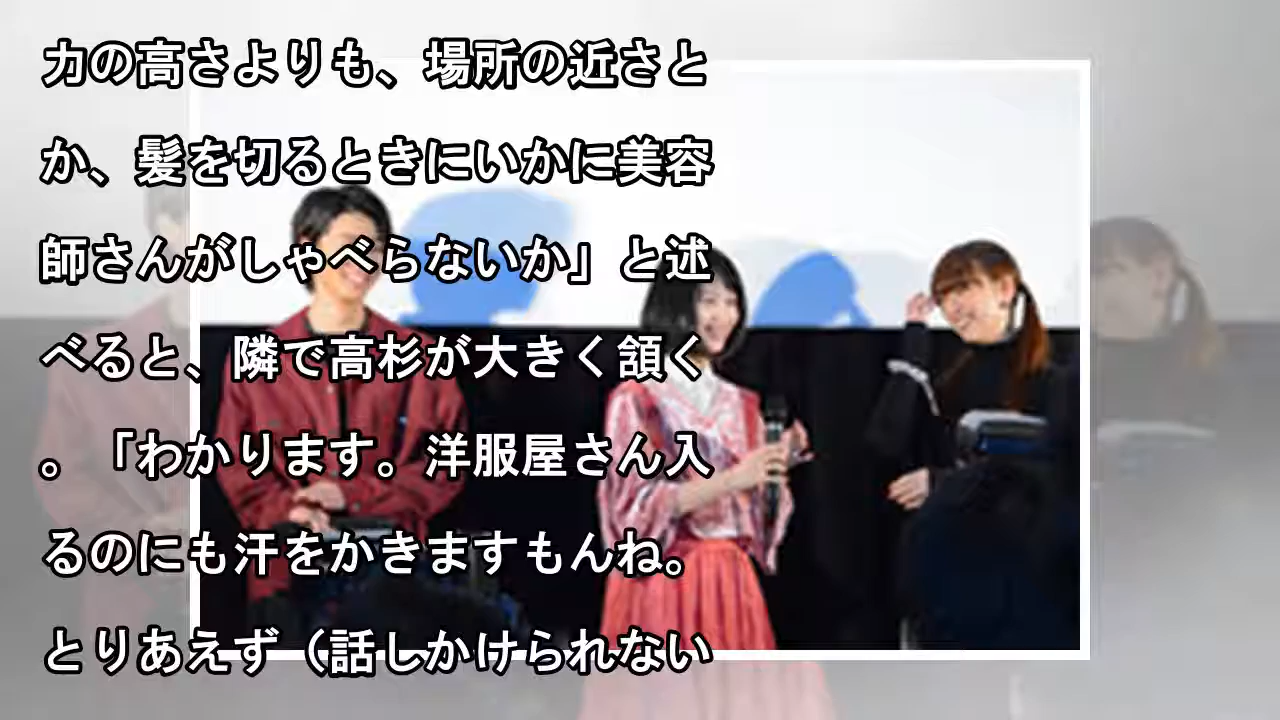 力の高さよりも、場所の近さと
か、髪を切るときにいかに美容
師さんがしゃべらないか」と述
べると、隣で高杉が大きく頷く
。「わかります。洋服屋さん入
るのにも汗をかきますもんね。
とりあえず（話しかけられない